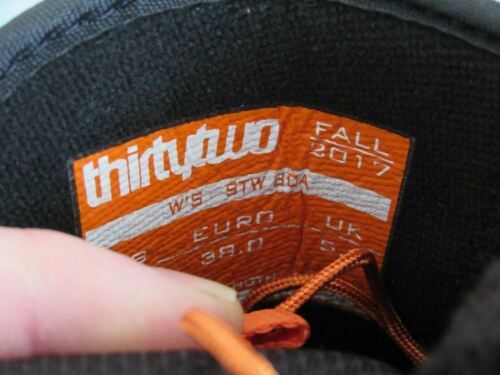 thirtytwo
FALL
2017
W'S STW BOA
EURO UK
38.0 5